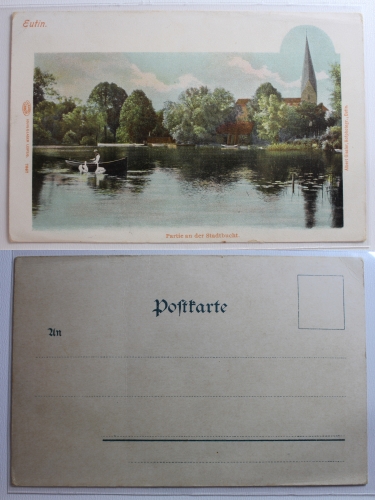 Eutin.
Partie an der Stadtbucht.
Postkarte
An